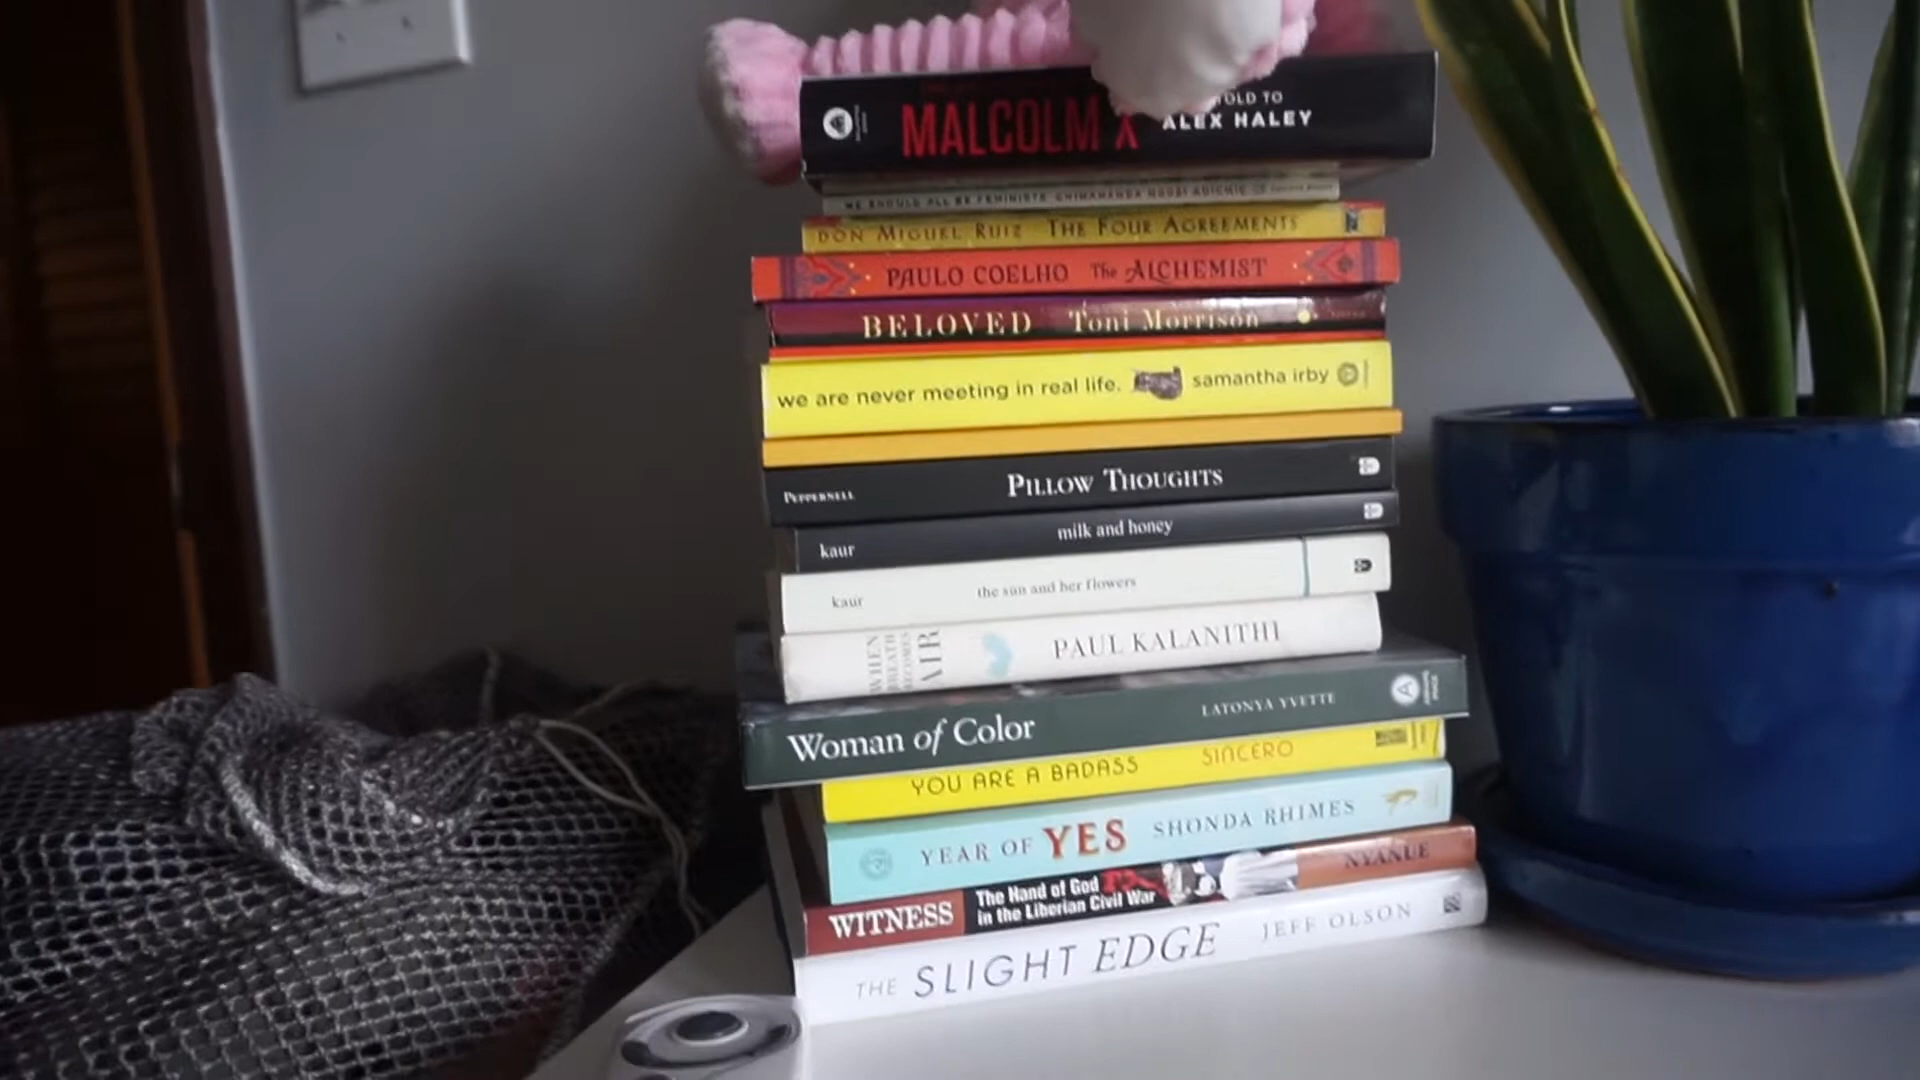 MALCOLM X TOLD TO
ALEX HALEY
WE SHOULD ALL BE FEMINISTS CHIMAMANDA NGOZI ADICHIE
DON MIGUEL RUIZ THE FOUR AGREEMENTS
PAULO COELHO The ALCHEMIST
BELOVED Toni Morrison
we are never meeting in real life. samantha irby
PEPPERNELL PILLOW THOUGHTS
kaur milk and honey
kaur the sun and her flowers
WHEN
BREATH
BECOMES
AIR
PAUL KALANITHI
Woman of Color LATONYA YVETTE
YOU ARE A BADASS SINCERO
YEAR OF YES SHONDA RHIMES
WITNESS The Hand of God
in the Liberian Civil War
NYANUE
THE SLIGHT EDGE JEFF OLSON